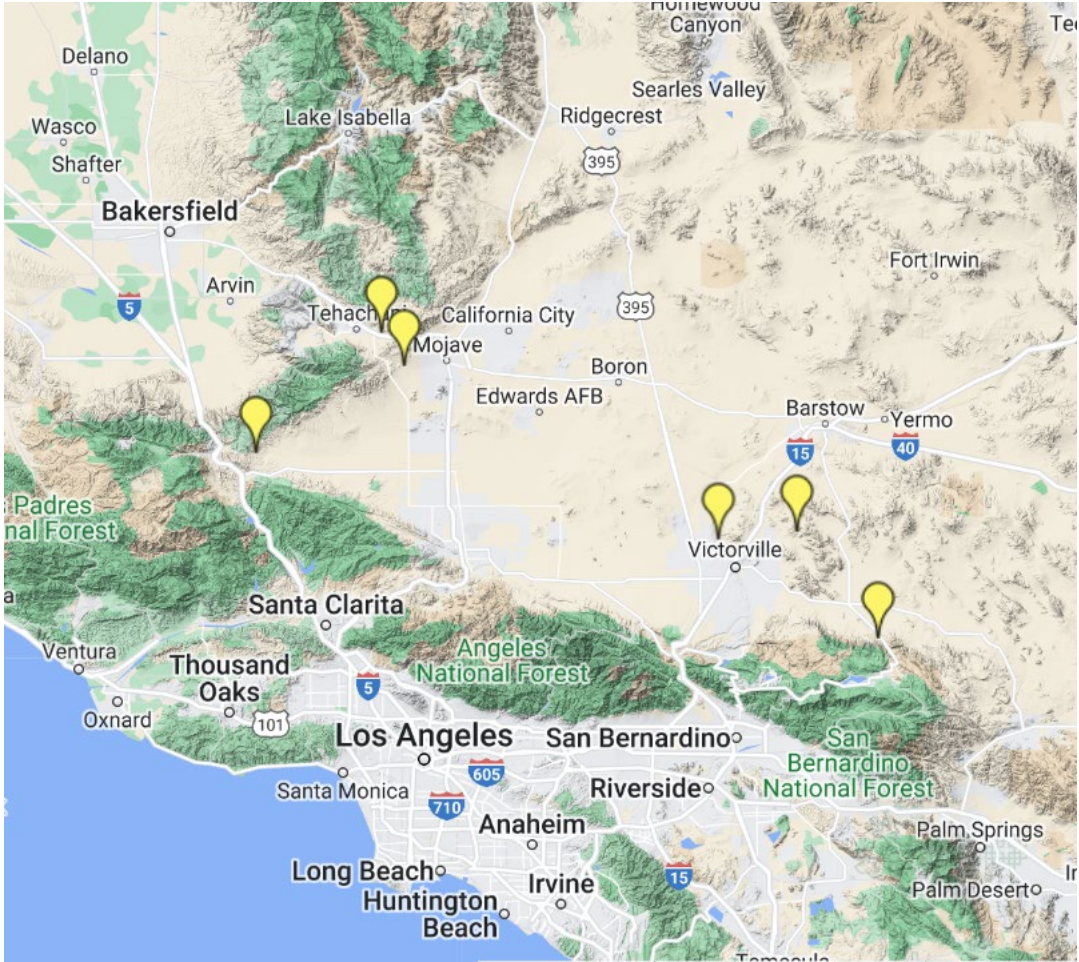 Homewood
Canyon
Delano
Searles Valley
Lake Isabella
Ridgecrest
Wasco
395
Shafter
Bakersfield
Fort Irwin
Arvin
5
395
California City
Mojave
Boron
Edwards AFB
Barstow
Yermo
15
40
Padres
nal Forest
Victorville
Santa Clarita
Angeles
National Forest
Ventura
Thousand
Oaks
5
Oxnard
101
Los Angeles
San Bernardino
San
Bernardino
National Forest
605
Santa Monica
Riverside
710
Anaheim
Palm Springs
Long Beach
Irvine
15
Palm Desert
Huntington
Beach